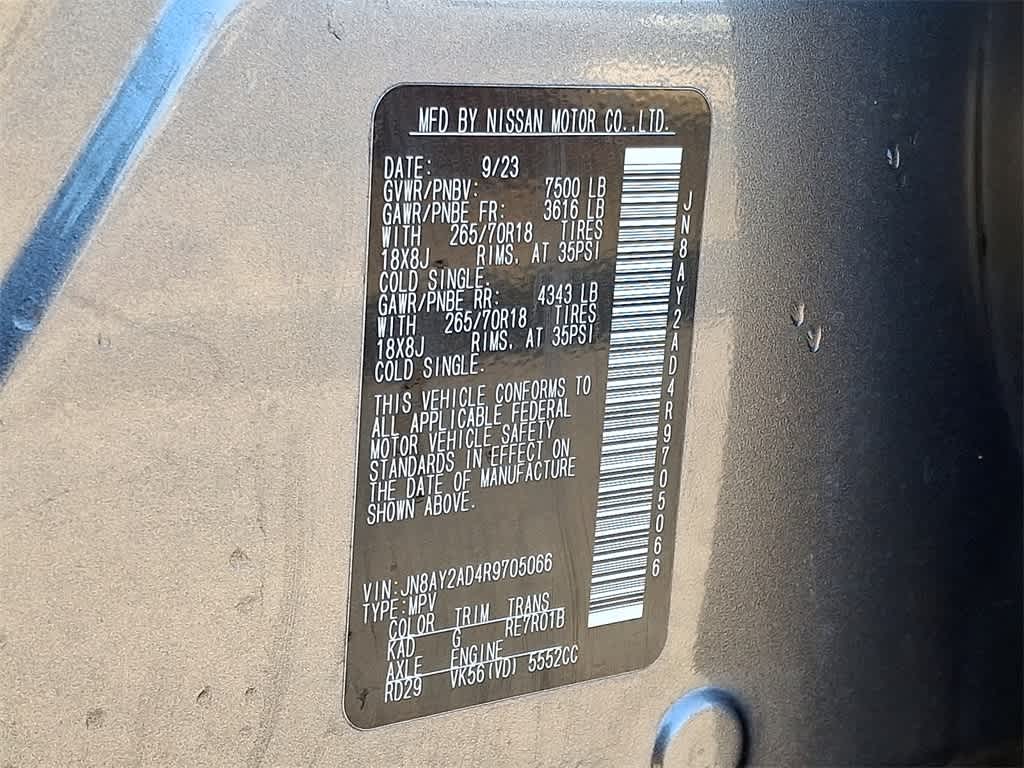 MFD BY NISSAN MOTOR CO.,LTD.
DATE: 9/23
GVWR/PNBV: 7500 LB
GAWR/PNBE FR: 3616 LB
WITH 265/70R18 TIRES
18X8J RIMS, AT 35PSI
COLD SINGLE.
GAWR/PNBE RR: 4343 LB
WITH 265/70R18 TIRES
18X8J RIMS, AT 35PSI
COLD SINGLE.
THIS VEHICLE CONFORMS TO
ALL APPLICABLE FEDERAL
MOTOR VEHICLE SAFETY
STANDARDS IN EFFECT ON
THE DATE OF MANUFACTURE
SHOWN ABOVE.
VIN:JN8AY2AD4R9705066
TYPE:MPV
COLOR TRIM TRANS
KAD G RE7R01B
AXLE ENGINE
RD29 VK56(VD) 5552CC
JN8AY2AD4R9705066